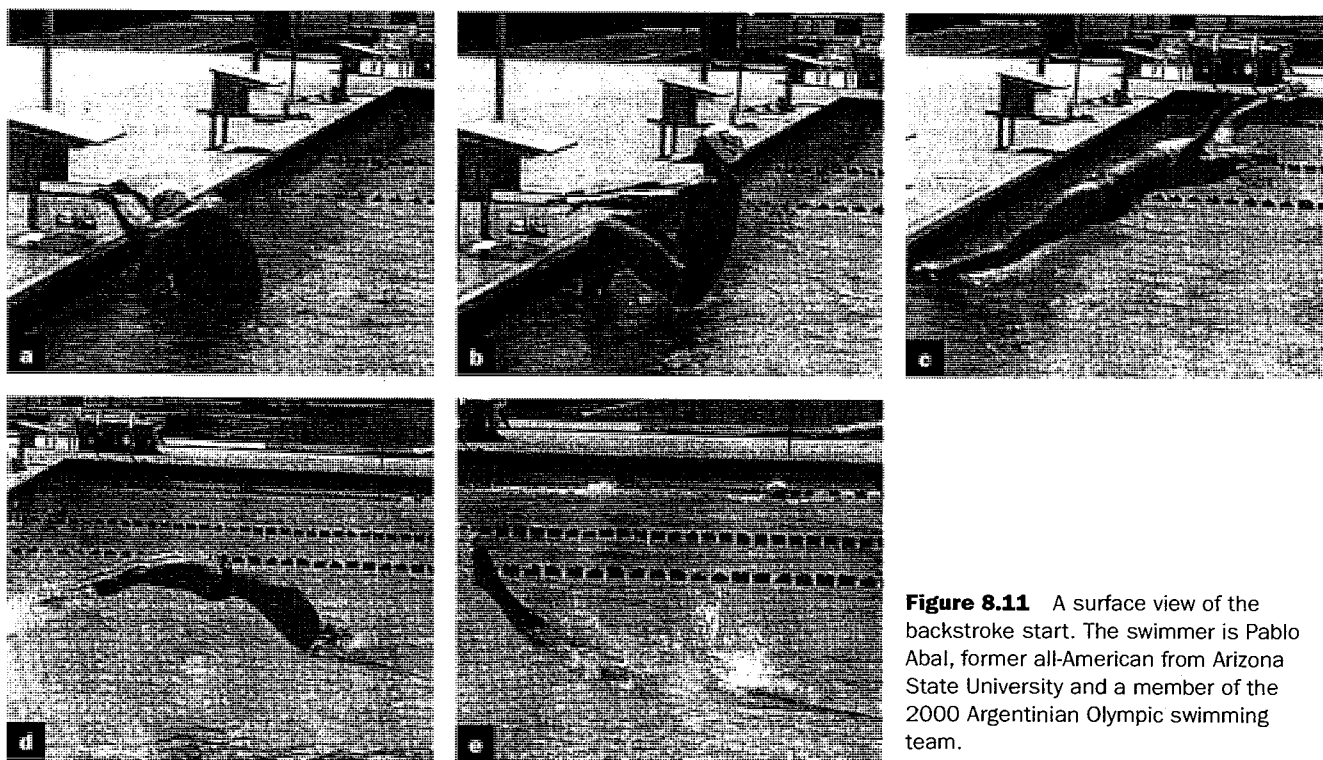 a
b
c
d
e
Figure 8.11 A surface view of the
backstroke start. The swimmer is Pablo
Abal, former all-American from Arizona
State University and a member of the
2000 Argentinian Olympic swimming
team.